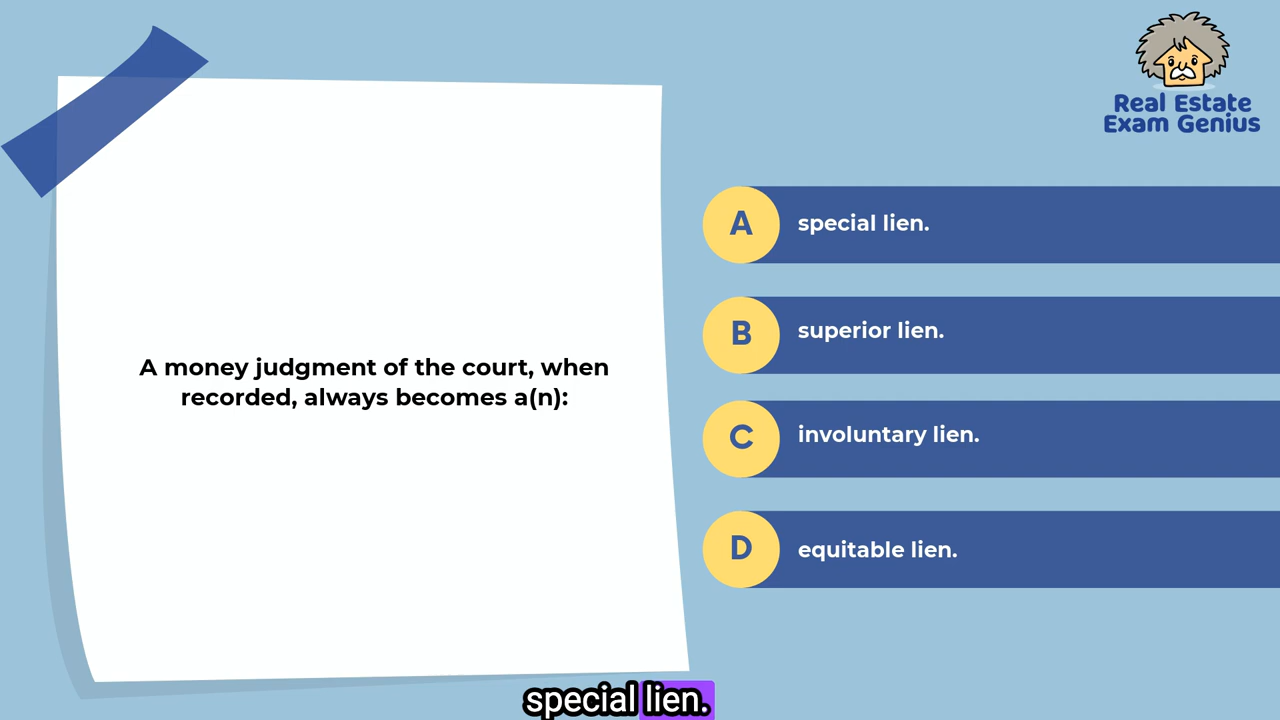 Real Estate
Exam Genius
A money judgment of the court, when
recorded, always becomes a(n):
A
special lien.
B
superior lien.
C
involuntary lien.
D
equitable lien.
special lien.